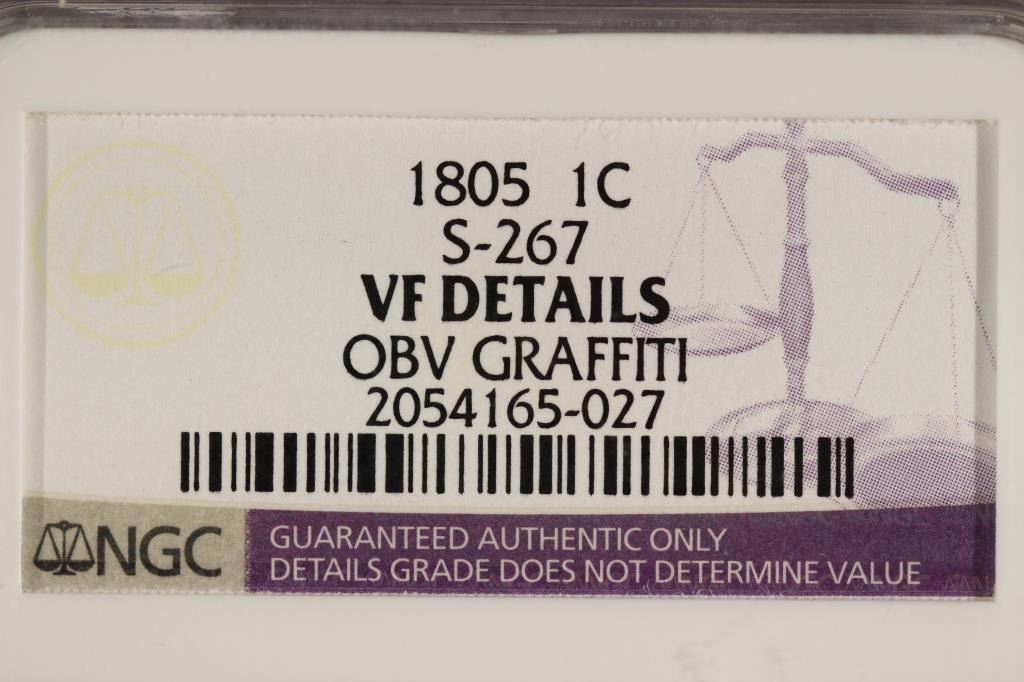 1805 1C
S-267
VF DETAILS
OBV GRAFFITI
2054165-027
NGC
GUARANTEED AUTHENTIC ONLY
DETAILS GRADE DOES NOT DETERMINE VALUE